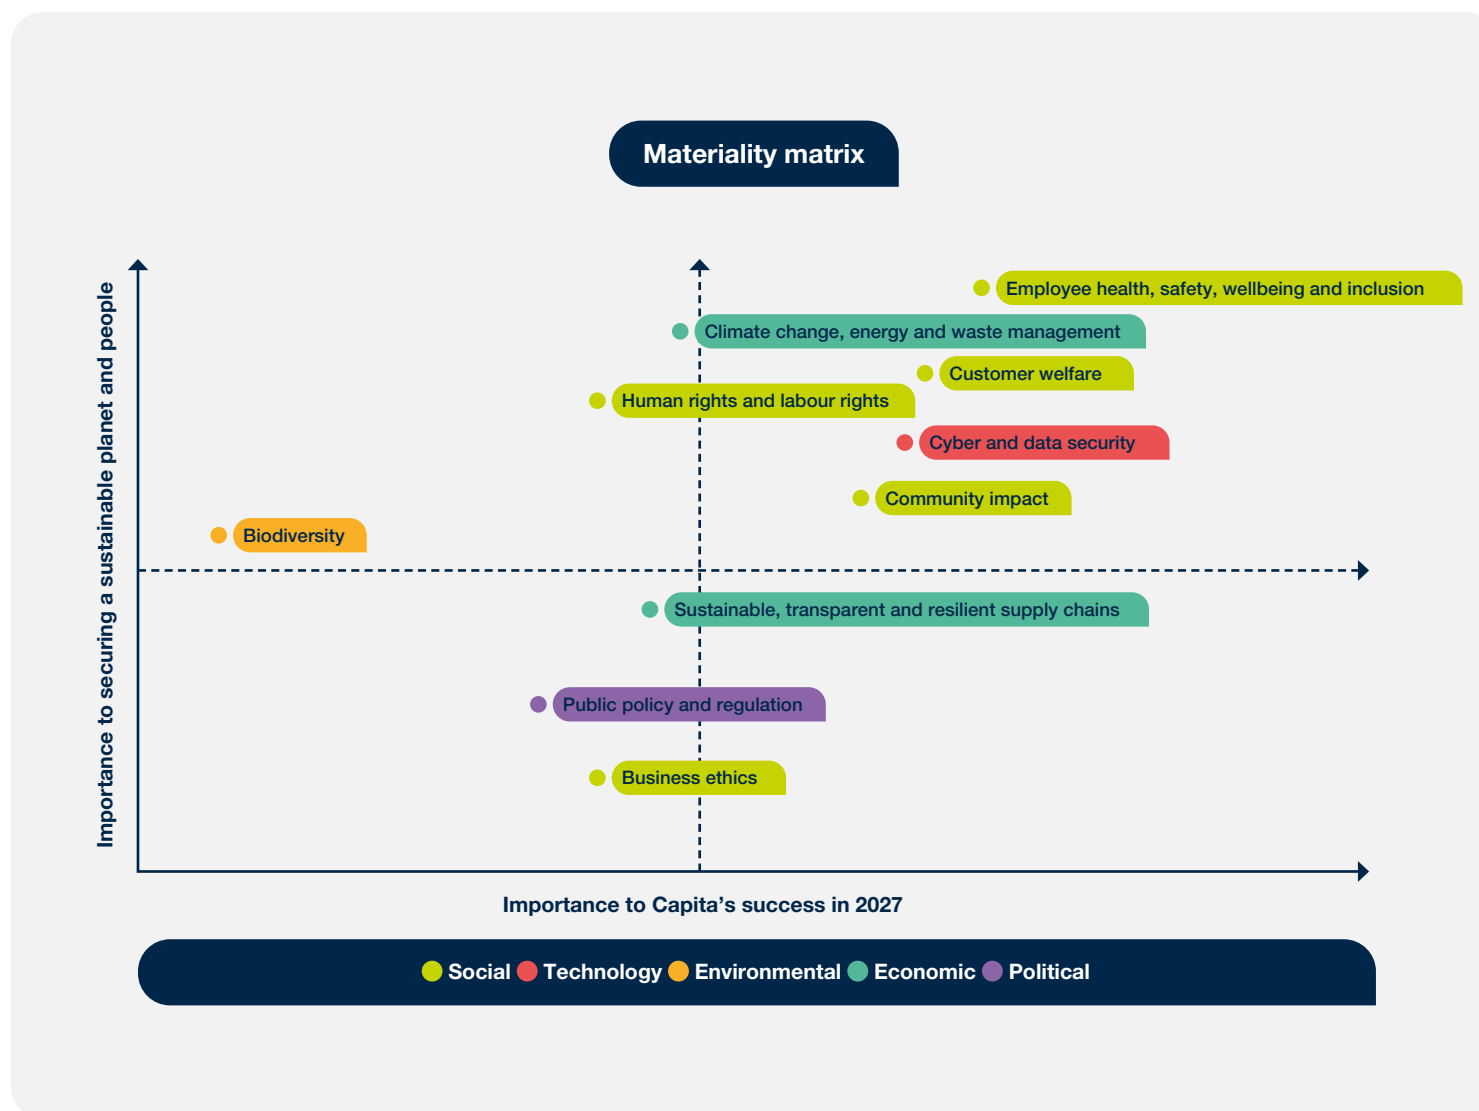 Materiality matrix
Importance to securing a sustainable planet and people
Employee health, safety, wellbeing and inclusion
Climate change, energy and waste management
Customer welfare
Human rights and labour rights
Cyber and data security
Community impact
Biodiversity
Sustainable, transparent and resilient supply chains
Public policy and regulation
Business ethics
Importance to Capita’s success in 2027
Social Technology Environmental Economic Political